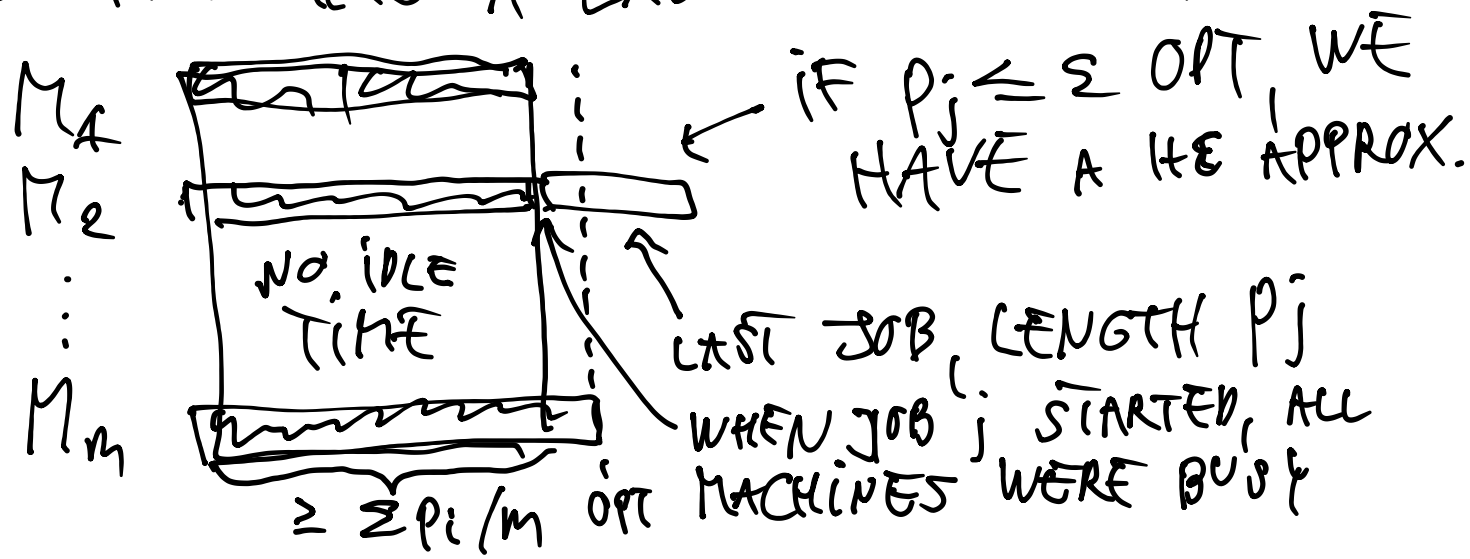 M1
M2
⋮
Mm
NO IDLE
TIME
≥ Σpi/m
OPT
iF Pj ≤ Σ OPT, WE
HAVE A 1+ε APPROX.
LAST JOB, LENGTH Pj
WHEN JOB j STARTED, ALL
MACHINES WERE BUSY